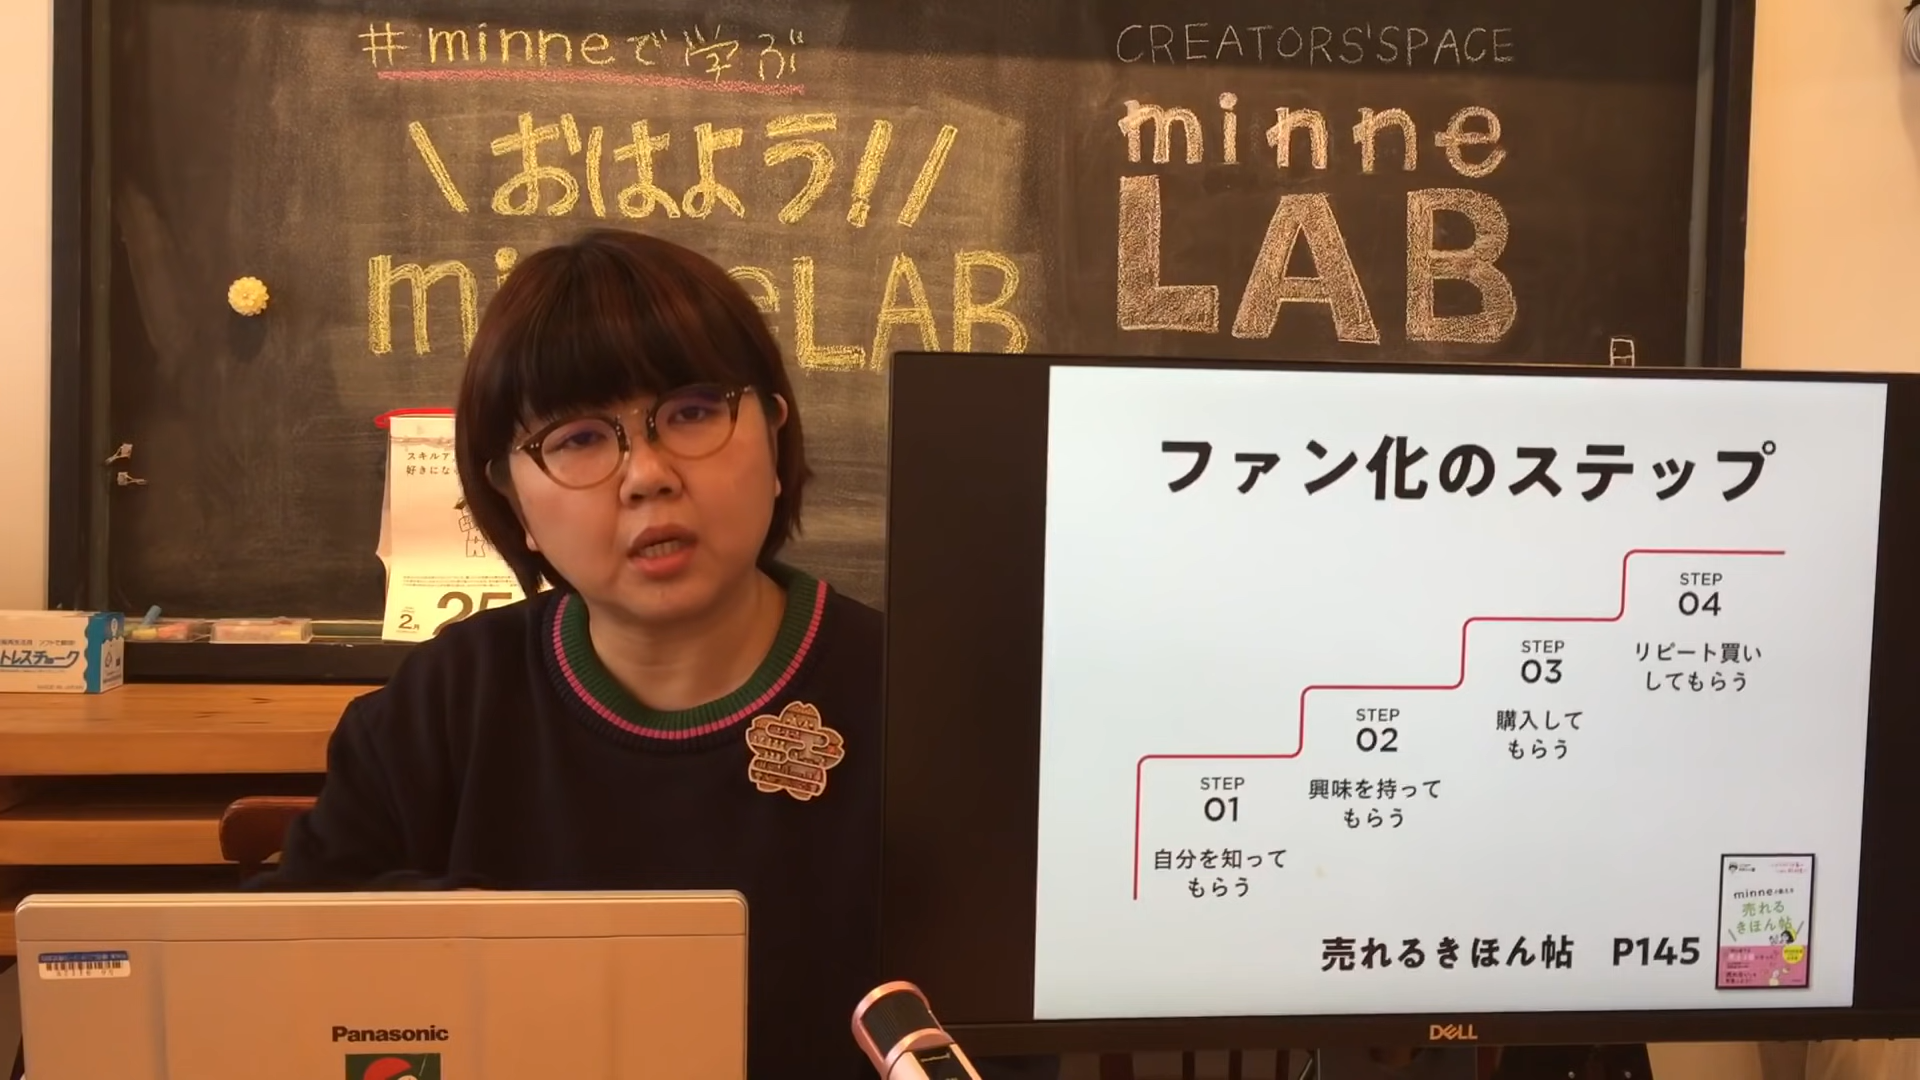 #minneで学ぶ
\おはよう!/
minneLAB
CREATORS'SPACE
minne
LAB
スキルア
好きにな
2月
25
トレスチョーク
MADE IN JAPAN
Panasonic
ファン化のステップ
STEP
01
自分を知って
もらう
STEP
02
興味を持って
もらう
STEP
03
購入して
もらう
STEP
04
リピート買い
してもらう
売れるきほん帖 P145
minne
売れる
きほん帖
DELL